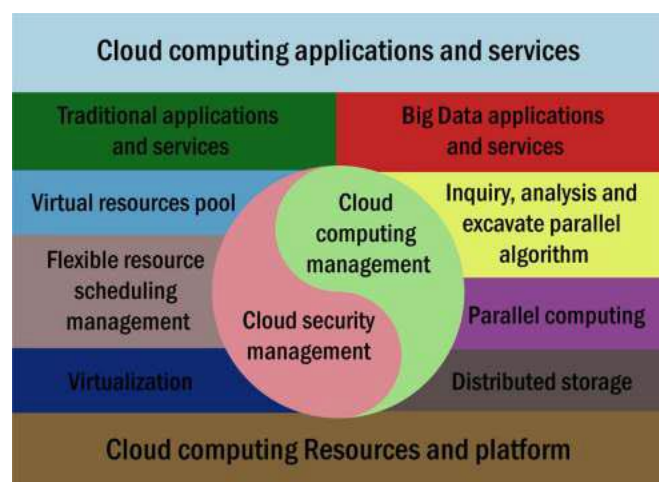 Cloud computing applications and services
Traditional applications
and services
Big Data applications
and services
Virtual resources pool
Cloud
computing
management
Inquiry, analysis and
excavate parallel
algorithm
Flexible resource
scheduling
management
Cloud security
management
Parallel computing
Virtualization
Distributed storage
Cloud computing Resources and platform